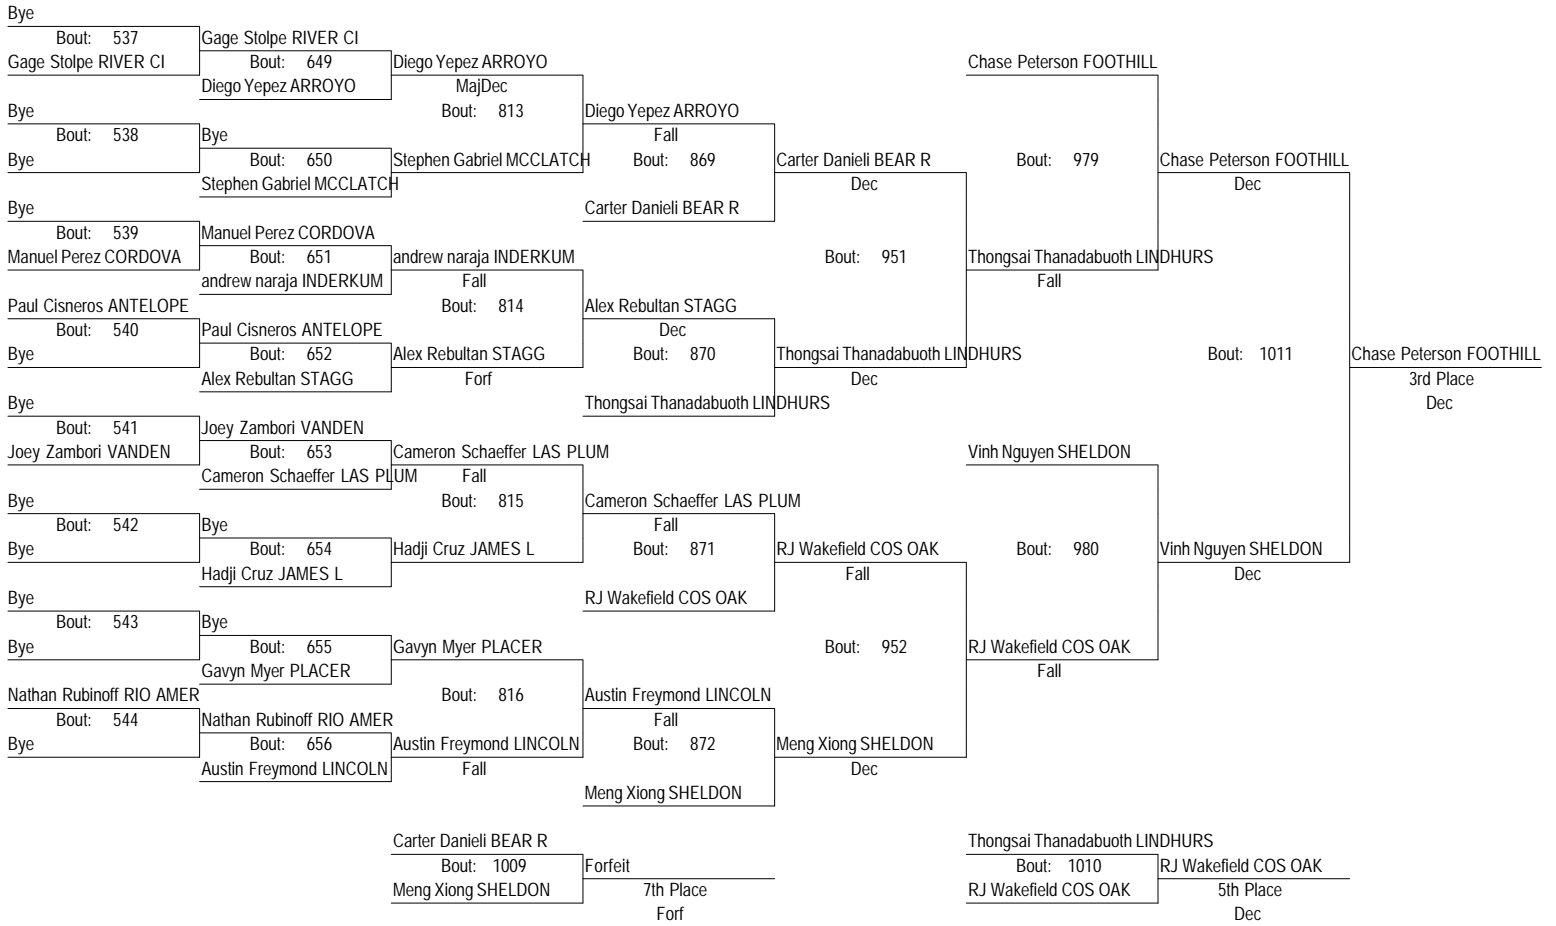 Bye
Bout: 537
Gage Stolpe RIVER CI
Bye
Bout: 538
Bye
Bye
Bout: 539
Manuel Perez CORDOVA
Paul Cisneros ANTELOPE
Bout: 540
Bye
Bye
Bout: 541
Joey Zambori VANDEN
Bye
Bout: 542
Bye
Bye
Bout: 543
Bye
Nathan Rubinoff RIO AMER
Bout: 544
Bye
Gage Stolpe RIVER CI
Bout: 649
Diego Yepez ARROYO
Bye
Bout: 650
Stephen Gabriel MCCLATCH
Manuel Perez CORDOVA
Bout: 651
andrew naraja INDERKUM
Paul Cisneros ANTELOPE
Bout: 652
Alex Rebultan STAGG
Joey Zambori VANDEN
Bout: 653
Cameron Schaeffer LAS PLUM
Bye
Bout: 654
Hadji Cruz JAMES L
Bye
Bout: 655
Gavyn Myer PLACER
Nathan Rubinoff RIO AMER
Bout: 656
Austin Freymond LINCOLN
Diego Yepez ARROYO
MajDec
Bout: 813
Stephen Gabriel MCCLATCH
andrew naraja INDERKUM
Fall
Bout: 814
Alex Rebultan STAGG
Forf
Cameron Schaeffer LAS PLUM
Fall
Bout: 815
Hadji Cruz JAMES L
Gavyn Myer PLACER
Bout: 816
Austin Freymond LINCOLN
Fall
Diego Yepez ARROYO
Fall
Bout: 869
Carter Danieli BEAR R
Alex Rebultan STAGG
Dec
Bout: 870
Thongsai Thanadabuoth LINDHURS
Cameron Schaeffer LAS PLUM
Fall
Bout: 871
RJ Wakefield COS OAK
Austin Freymond LINCOLN
Fall
Bout: 872
Meng Xiong SHELDON
Carter Danieli BEAR R
Dec
Bout: 951
Thongsai Thanadabuoth LINDHURS
Dec
RJ Wakefield COS OAK
Fall
Bout: 952
Meng Xiong SHELDON
Dec
Chase Peterson FOOTHILL
Bout: 979
Thongsai Thanadabuoth LINDHURS
Fall
Vinh Nguyen SHELDON
Bout: 980
RJ Wakefield COS OAK
Fall
Chase Peterson FOOTHILL
Dec
Bout: 1011
Vinh Nguyen SHELDON
Dec
Chase Peterson FOOTHILL
3rd Place
Dec
Carter Danieli BEAR R
Bout: 1009
Meng Xiong SHELDON
Forfeit
7th Place
Forf
Thongsai Thanadabuoth LINDHURS
Bout: 1010
RJ Wakefield COS OAK
RJ Wakefield COS OAK
5th Place
Dec